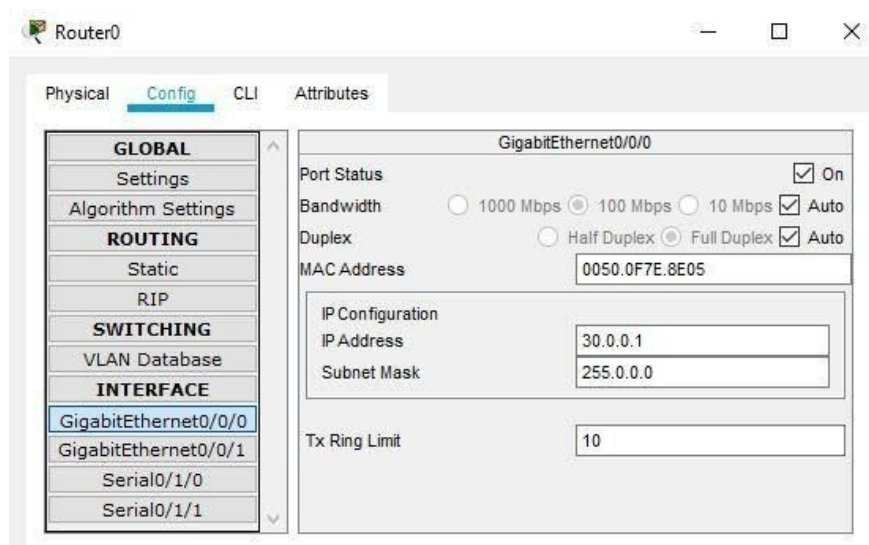 Router0
Physical Config CLI Attributes
GLOBAL
Settings
Algorithm Settings
ROUTING
Static
RIP
SWITCHING
VLAN Database
INTERFACE
GigabitEthernet0/0/0
GigabitEthernet0/0/1
Serial0/1/0
Serial0/1/1
GigabitEthernet0/0/0
Port Status On
Bandwidth 1000 Mbps 100 Mbps 10 Mbps Auto
Duplex Half Duplex Full Duplex Auto
MAC Address 0050.0F7E.8E05
IP Configuration
IP Address 30.0.0.1
Subnet Mask 255.0.0.0
Tx Ring Limit 10